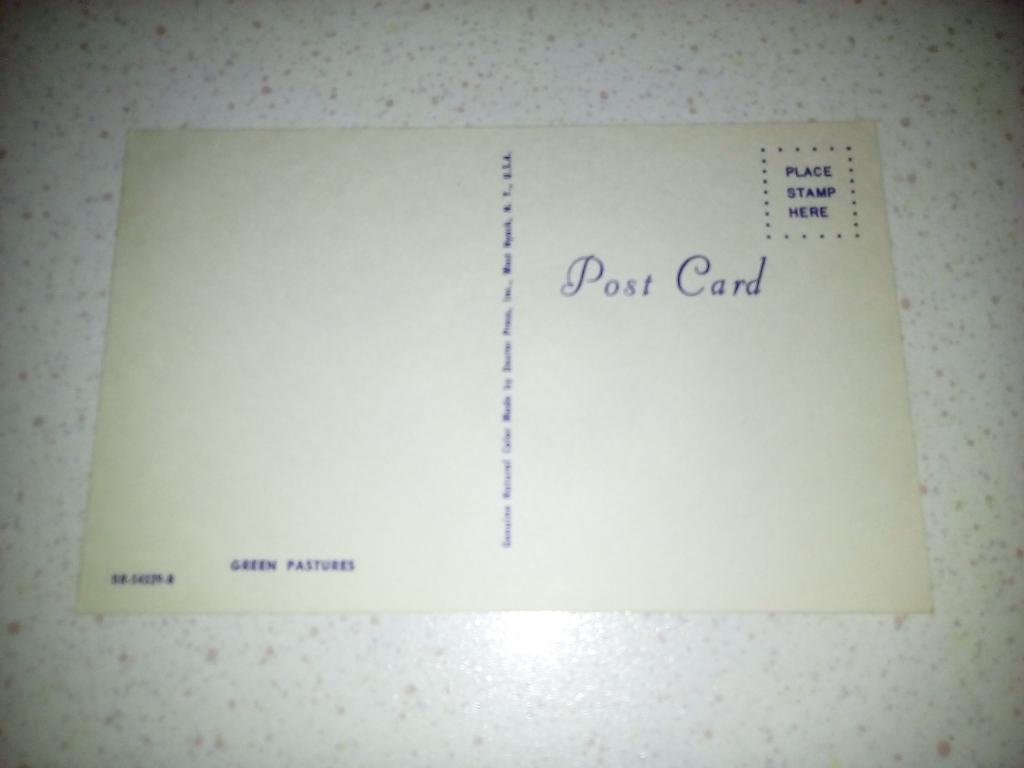 PLACE
STAMP
HERE
Post Card
Genuine Natural Color Made by Dexter Press, Inc., West Nyack, N. Y., U.S.A.
GREEN PASTURES